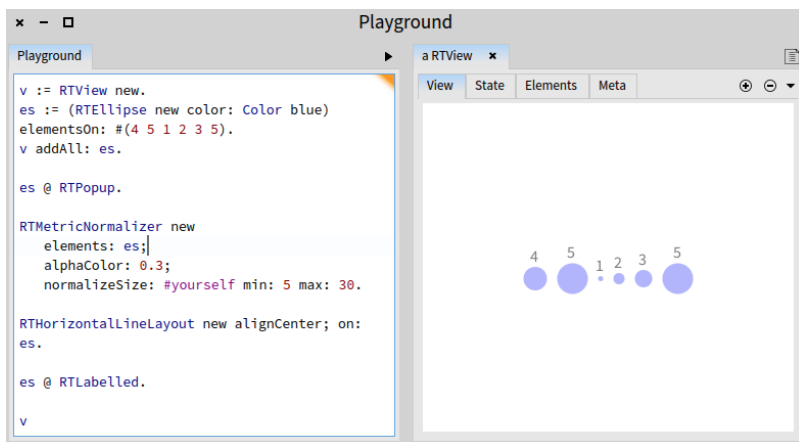 Playground
Playground
v := RTView new.
es := (RTEllipse new color: Color blue)
elementsOn: #(4 5 1 2 3 5).
v addAll: es.
es @ RTPopup.
RTMetricNormalizer new
elements: es;
alphaColor: 0.3;
normalizeSize: #yourself min: 5 max: 30.
RTHorizontalLineLayout new alignCenter; on:
es.
es @ RTLabelled.
v
a RTView
View State Elements Meta
4 5 1 2 3 5